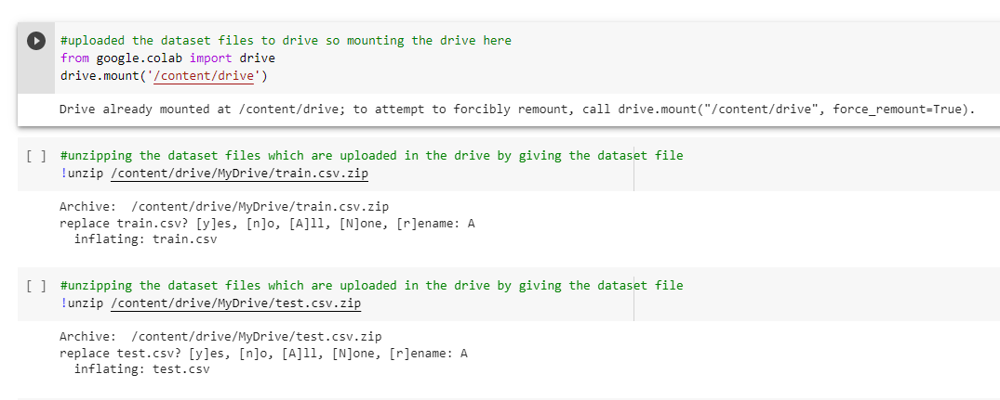 #uploaded the dataset files to drive so mounting the drive here
from google.colab import drive
drive.mount('/content/drive')
Drive already mounted at /content/drive; to attempt to forcibly remount, call drive.mount("/content/drive", force_remount=True).
[ ] #unzipping the dataset files which are uploaded in the drive by giving the dataset file
!unzip /content/drive/MyDrive/train.csv.zip
Archive:  /content/drive/MyDrive/train.csv.zip
replace train.csv? [y]es, [n]o, [A]ll, [N]one, [r]ename: A
  inflating: train.csv
[ ] #unzipping the dataset files which are uploaded in the drive by giving the dataset file
!unzip /content/drive/MyDrive/test.csv.zip
Archive:  /content/drive/MyDrive/test.csv.zip
replace test.csv? [y]es, [n]o, [A]ll, [N]one, [r]ename: A
  inflating: test.csv